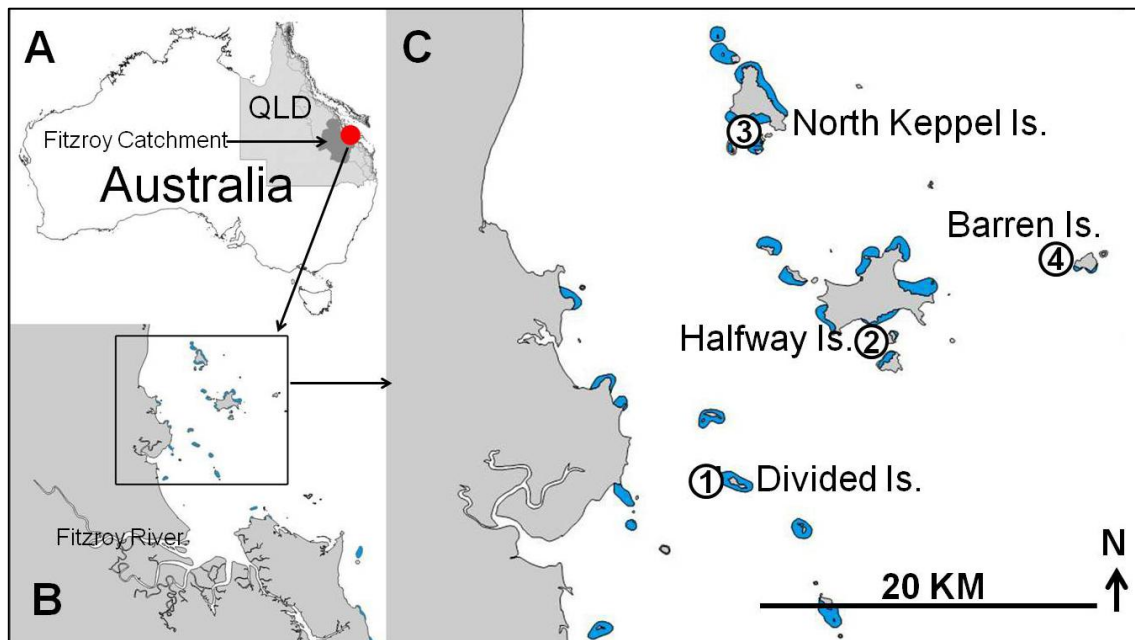 A
QLD
Fitzroy Catchment
Australia
Fitzroy River
B
C
3 North Keppel Is.
Barren Is.
4
Halfway Is. 2
1 Divided Is.
20 KM
N